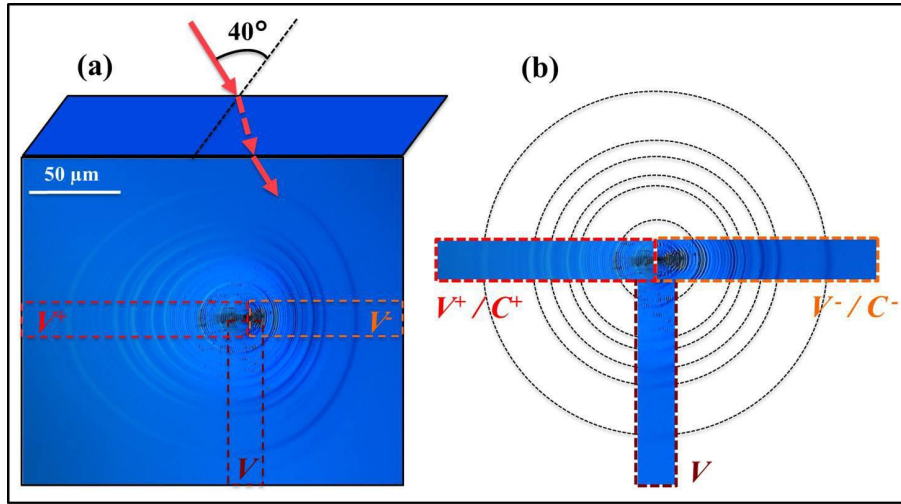 40°
(a)
(b)
50 μm
V⁺
V⁻
V
V⁺ / C⁺
V⁻ / C⁻
V